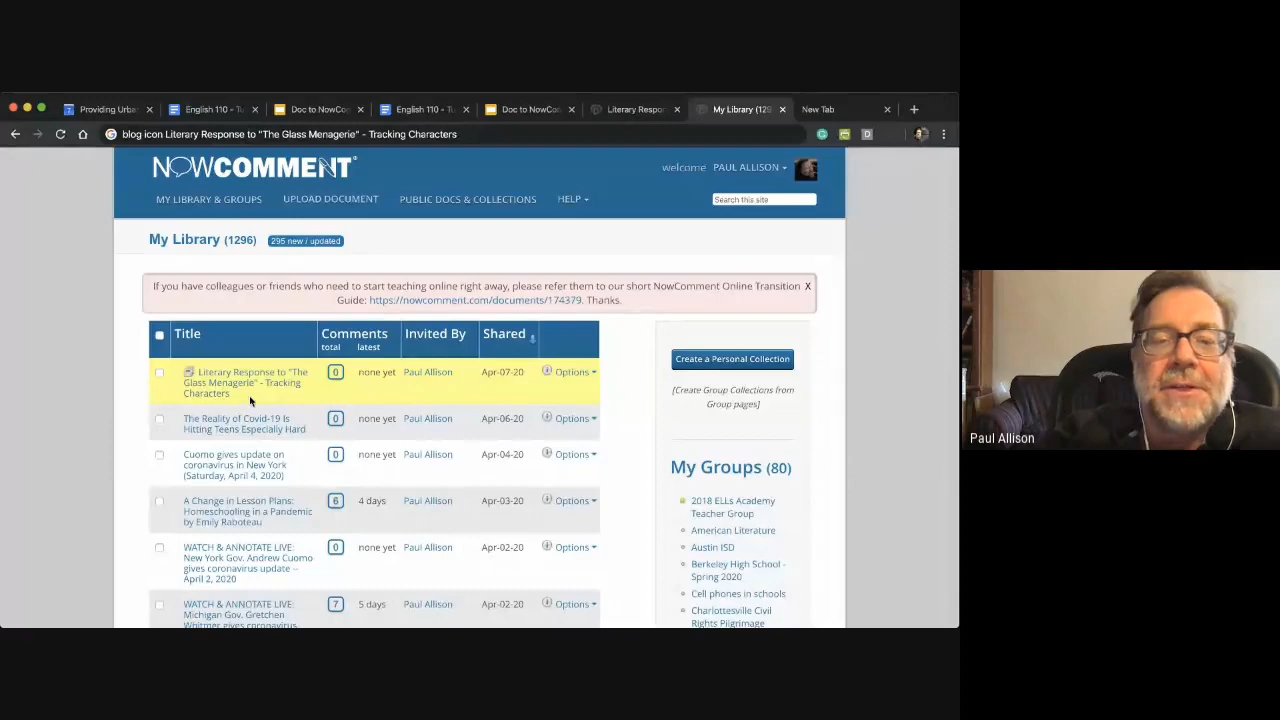 Providing Urba
English 110 - Tu
Doc to NowCo
English 110 - Tu
Doc to NowCo
Literary Respo
My Library (129
New Tab
blog icon Literary Response to "The Glass Menagerie" - Tracking Characters
NOWCOMMENT®
welcome PAUL ALLISON
MY LIBRARY & GROUPS UPLOAD DOCUMENT PUBLIC DOCS & COLLECTIONS HELP
Search this site
My Library (1296) 295 new / updated
If you have colleagues or friends who need to start teaching online right away, please refer them to our short NowComment Online Transition X
Guide: https://nowcomment.com/documents/174379. Thanks.
Title Comments Invited By Shared
total latest
Literary Response to "The 0 none yet Paul Allison Apr-07-20 Options
Glass Menagerie" - Tracking
Characters
The Reality of Covid-19 Is 0 none yet Paul Allison Apr-06-20 Options
Hitting Teens Especially Hard
Cuomo gives update on 0 none yet Paul Allison Apr-04-20 Options
coronavirus in New York
(Saturday, April 4, 2020)
A Change in Lesson Plans: 6 4 days Paul Allison Apr-03-20 Options
Homeschooling in a Pandemic
by Emily Raboteau
WATCH & ANNOTATE LIVE: 0 none yet Paul Allison Apr-02-20 Options
New York Gov. Andrew Cuomo
gives coronavirus update --
April 2, 2020
WATCH & ANNOTATE LIVE: 7 5 days Paul Allison Apr-02-20 Options
Michigan Gov. Gretchen
Whitmer gives coronavirus
Create a Personal Collection
[Create Group Collections from
Group pages]
My Groups (80)
2018 ELLs Academy
Teacher Group
American Literature
Austin ISD
Berkeley High School -
Spring 2020
Cell phones in schools
Charlottesville Civil
Rights Pilgrimage
Paul Allison